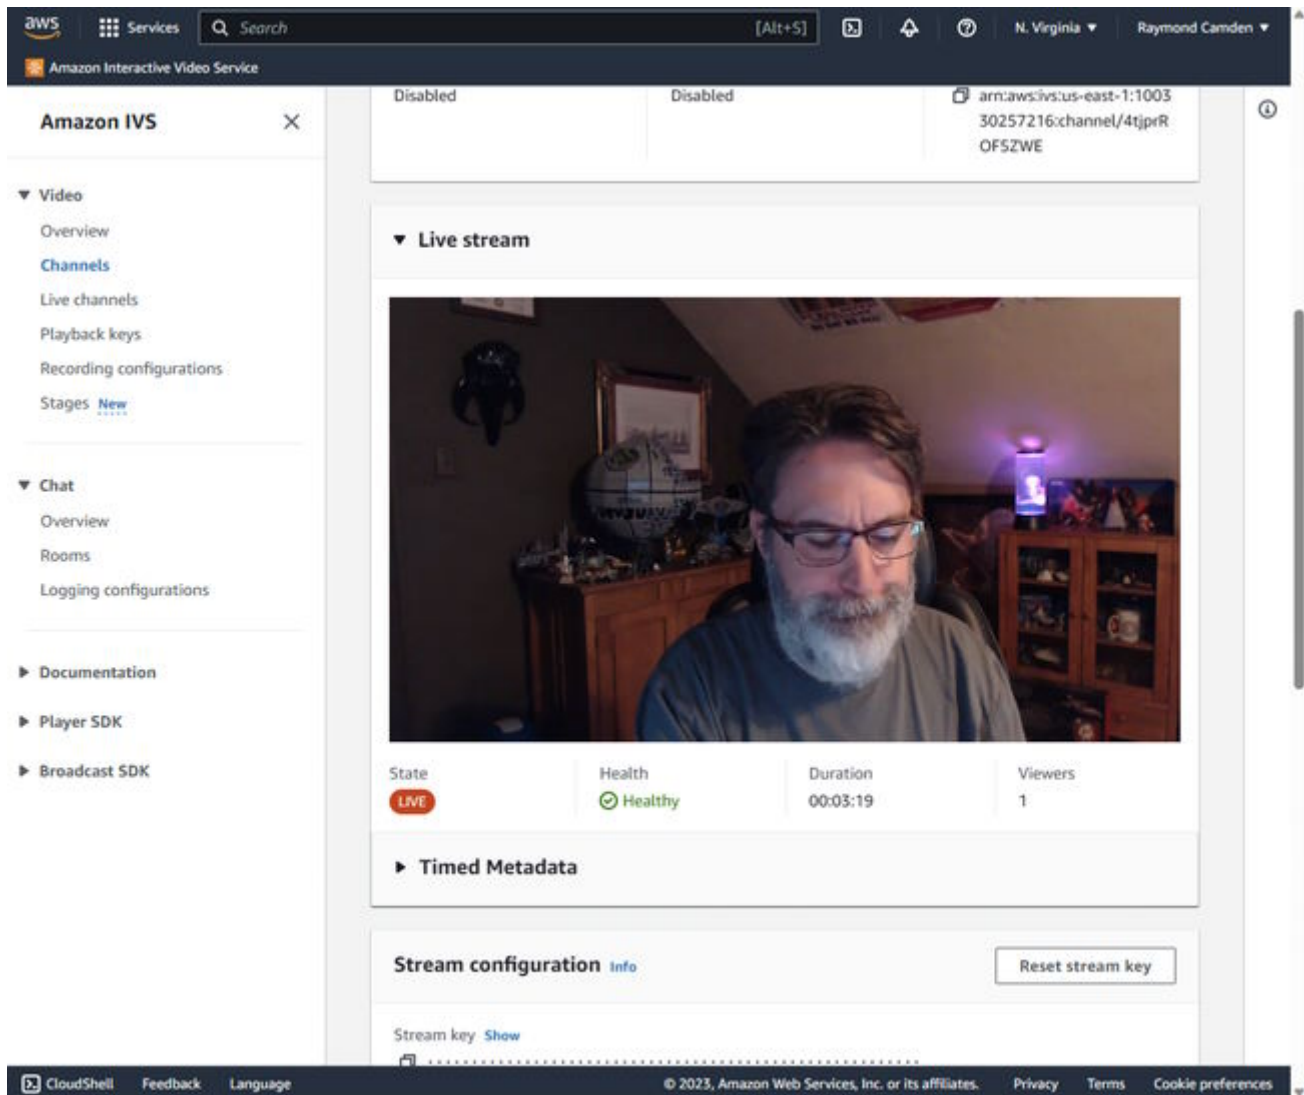 aws
Services
Search
[Alt+S]
N. Virginia
Raymond Camden
Amazon Interactive Video Service
Amazon IVS
Video
Overview
Channels
Live channels
Playback keys
Recording configurations
Stages New
Chat
Overview
Rooms
Logging configurations
Documentation
Player SDK
Broadcast SDK
Disabled
Disabled
arn:aws:ivs:us-east-1:1003
30257216:channel/4tjprR
OF5ZWE
Live stream
State
LIVE
Health
Healthy
Duration
00:03:19
Viewers
1
Timed Metadata
Stream configuration Info
Reset stream key
Stream key Show
CloudShell
Feedback
Language
© 2023, Amazon Web Services, Inc. or its affiliates.
Privacy
Terms
Cookie preferences